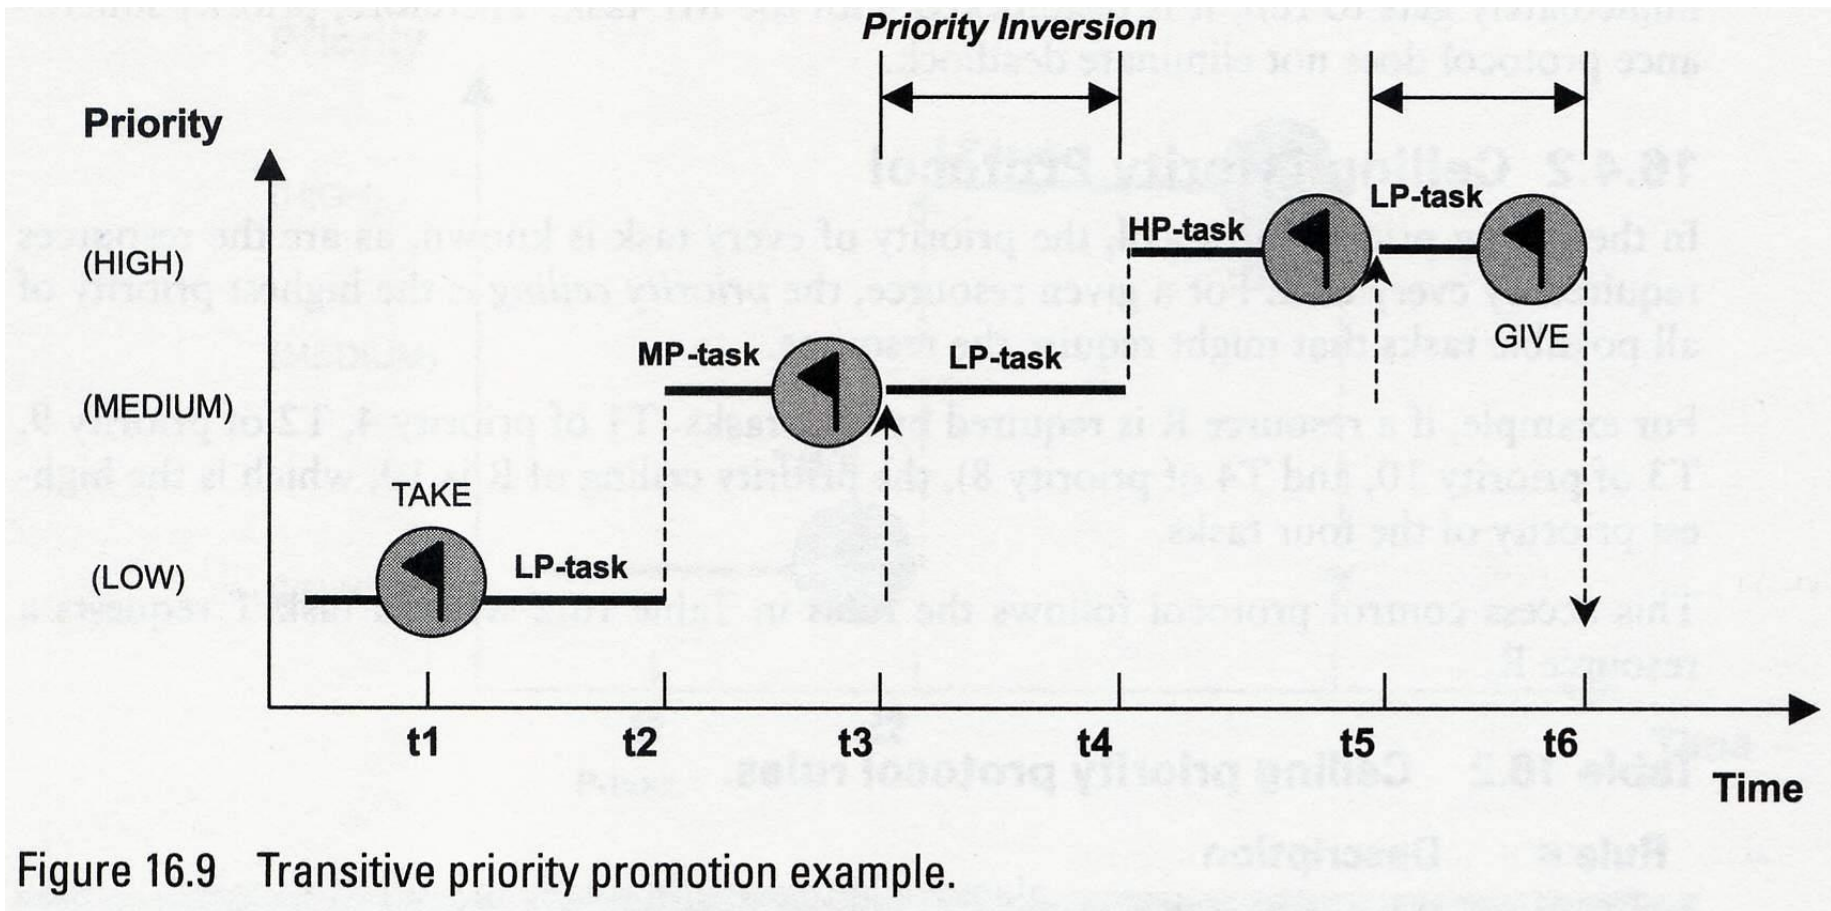 Priority Inversion
Priority
(HIGH)
HP-task
LP-task
GIVE
(MEDIUM)
MP-task
LP-task
TAKE
(LOW)
LP-task
t1 t2 t3 t4 t5 t6
Time
Figure 16.9 Transitive priority promotion example.